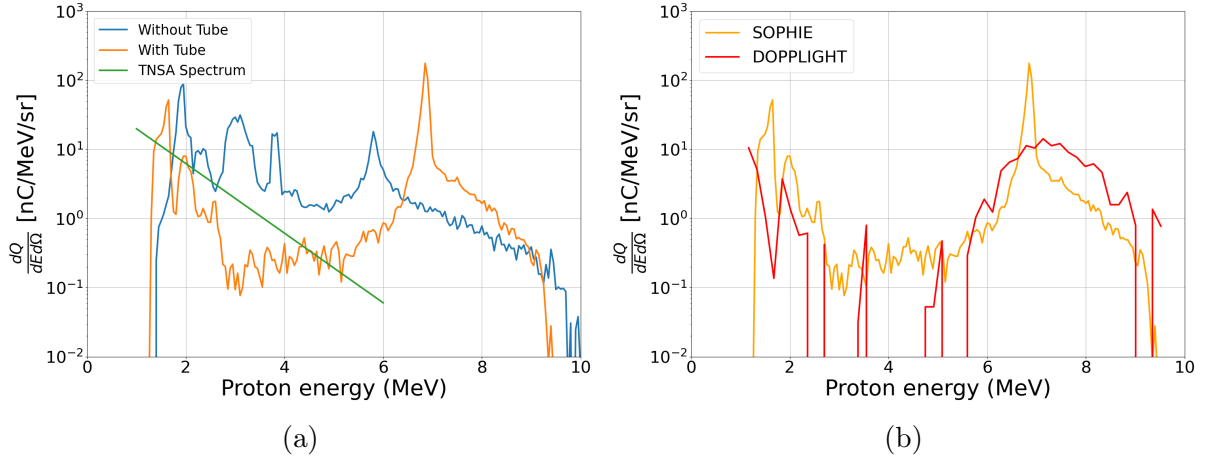 10³
10²
10¹
10⁰
10⁻¹
10⁻²
dQ
dEdΩ [nC/MeV/sr]
Without Tube
With Tube
TNSA Spectrum
0 2 4 6 8 10
Proton energy (MeV)
(a)
10³
10²
10¹
10⁰
10⁻¹
10⁻²
dQ
dEdΩ [nC/MeV/sr]
SOPHIE
DOPPLIGHT
0 2 4 6 8 10
Proton energy (MeV)
(b)